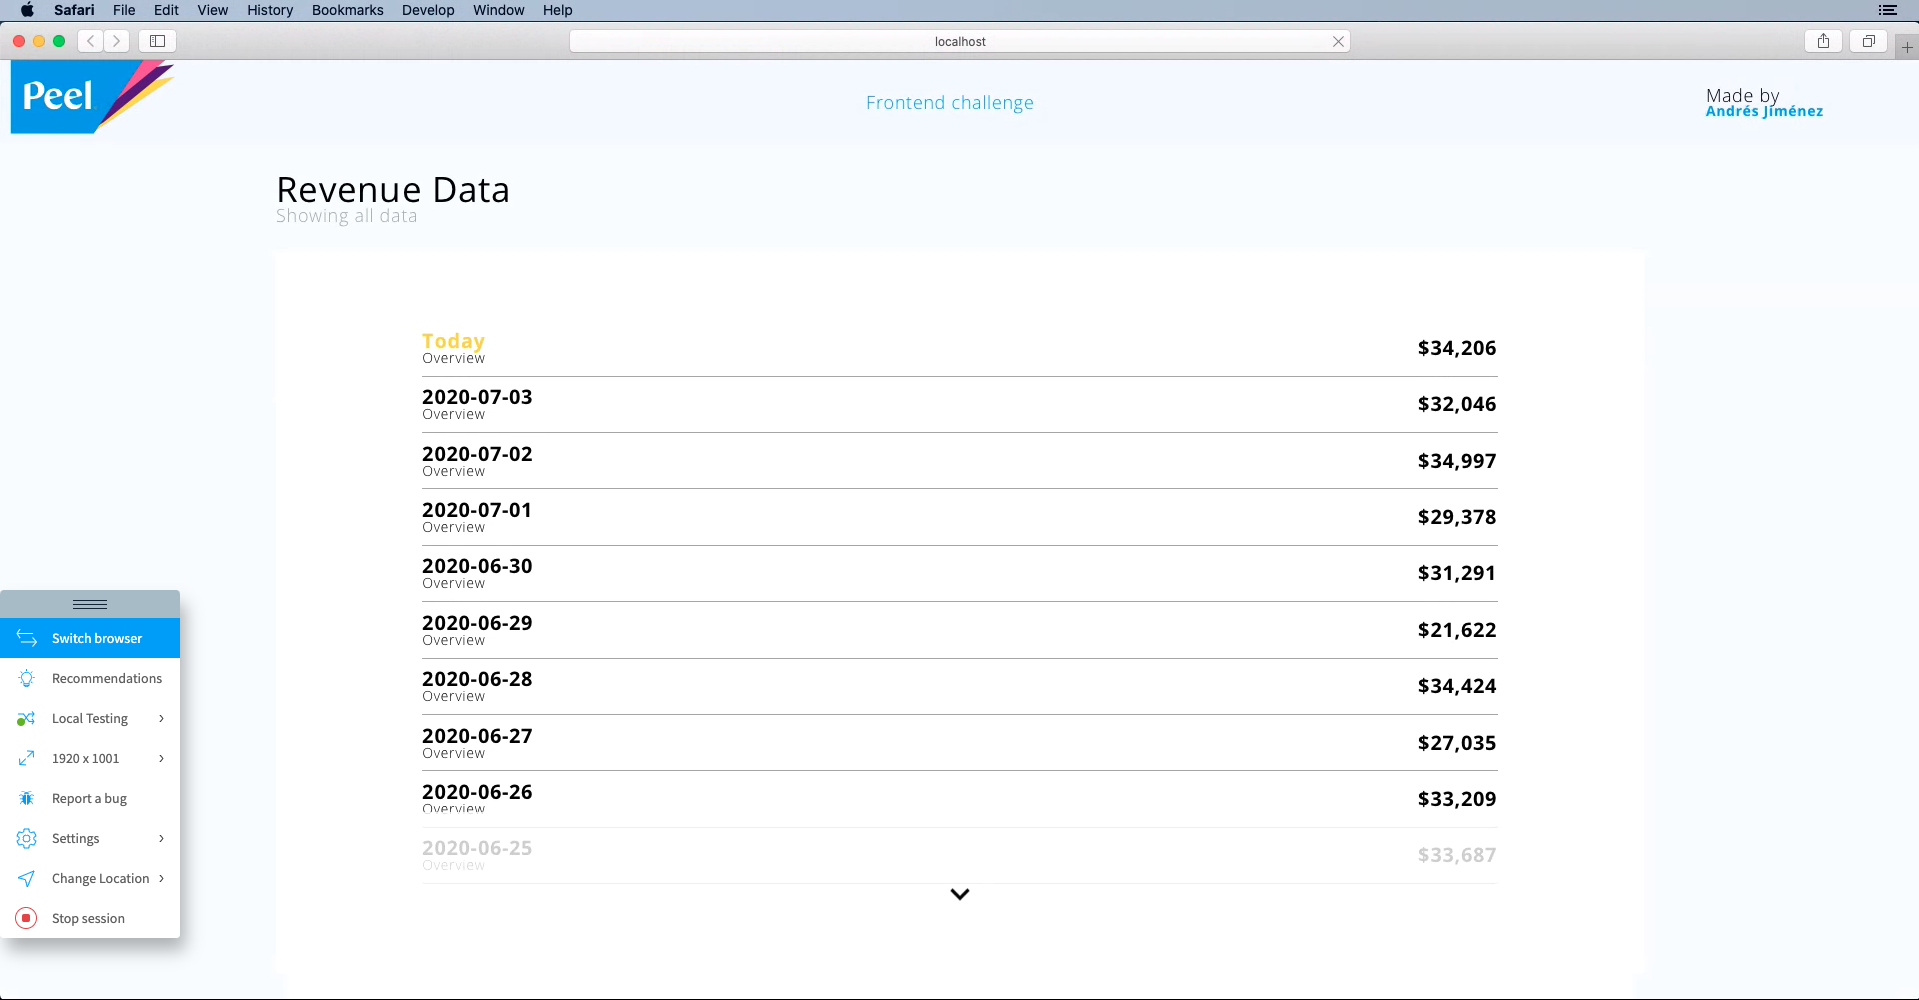 Safari File Edit View History Bookmarks Develop Window Help
localhost
Peel
Frontend challenge
Made by
Andrés Jiménez
Revenue Data
Showing all data
Today
Overview
$34,206
2020-07-03
Overview
$32,046
2020-07-02
Overview
$34,997
2020-07-01
Overview
$29,378
2020-06-30
Overview
$31,291
2020-06-29
Overview
$21,622
2020-06-28
Overview
$34,424
2020-06-27
Overview
$27,035
2020-06-26
Overview
$33,209
2020-06-25
Overview
$33,687
Switch browser
Recommendations
Local Testing
1920 x 1001
Report a bug
Settings
Change Location
Stop session